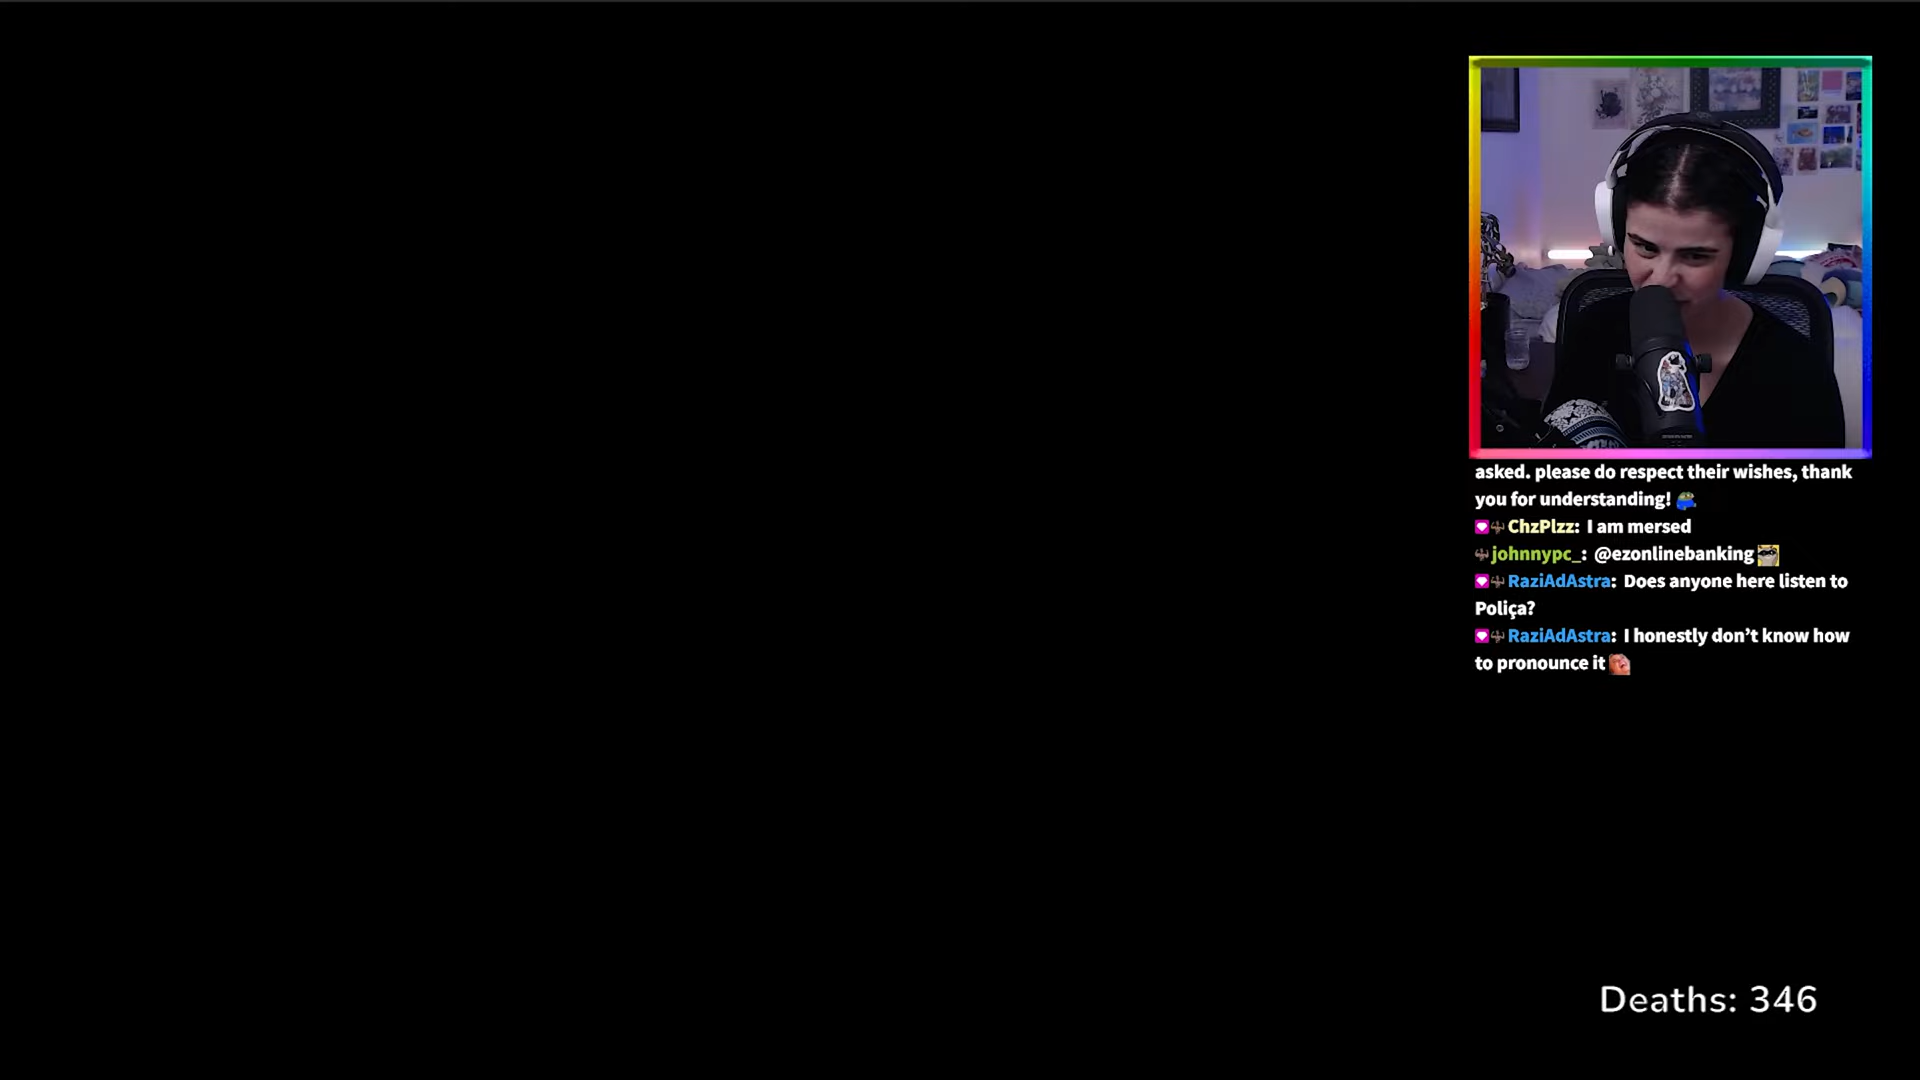 asked. please do respect their wishes, thank
you for understanding!
ChzPlzz: I am mersed
johnnypc_: @ezonlinebanking
RaziAdAstra: Does anyone here listen to
Poliça?
RaziAdAstra: I honestly don’t know how
to pronounce it
Deaths: 346